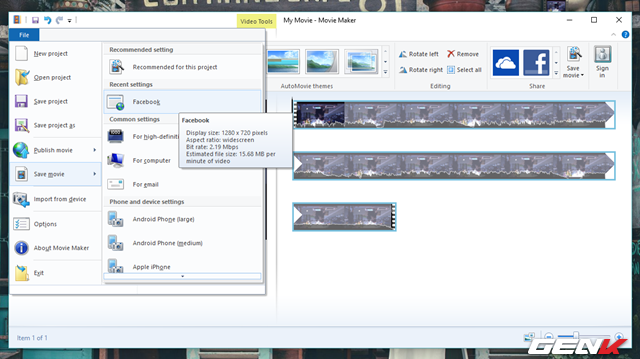 Video Tools
My Movie - Movie Maker
File
New project
Open project
Save project
Save project as
Publish movie
Save movie
Import from device
Options
About Movie Maker
Exit
Recommended setting
Recommended for this project
Recent settings
Facebook
Common settings
For high-definiti
For computer
For email
Phone and device settings
Android Phone (large)
Android Phone (medium)
Apple iPhone
Facebook
Display size: 1280 x 720 pixels
Aspect ratio: widescreen
Bit rate: 2.19 Mbps
Estimated file size: 15.68 MB per
minute of video
AutoMovie themes
Rotate left
Remove
Rotate right
Select all
Editing
Share
Save
movie
Sign
in
Item 1 of 1
GENK